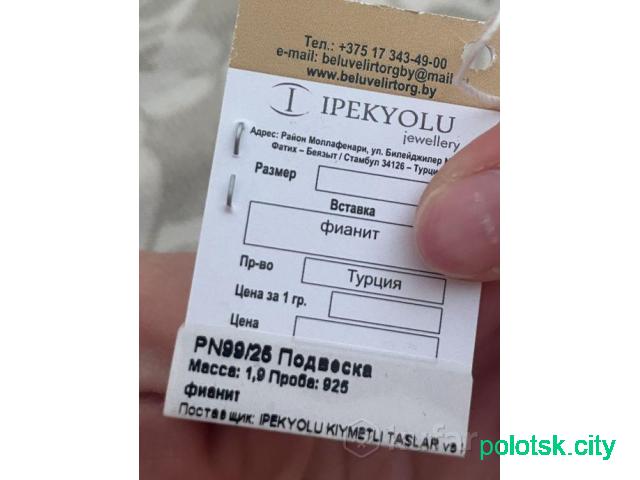 Тел.: +375 17 343-49-00
e-mail: beluvelirtorgby@mail
www.beluvelirtorg.by
IPEKYOLU
jewellery
Адрес: Район Моллафенари, ул. Билейджилер
Фатих – Беязыт / Стамбул 34126 – Турци
Размер
Вставка
фианит
Пр-во
Турция
Цена за 1 гр.
Цена
PN99/25 Подвеска
Масса: 1,9 Проба: 925
фианит
Поставщик: IPEKYOLU KIYMETLI TASLAR ve
kufar
polotsk.city